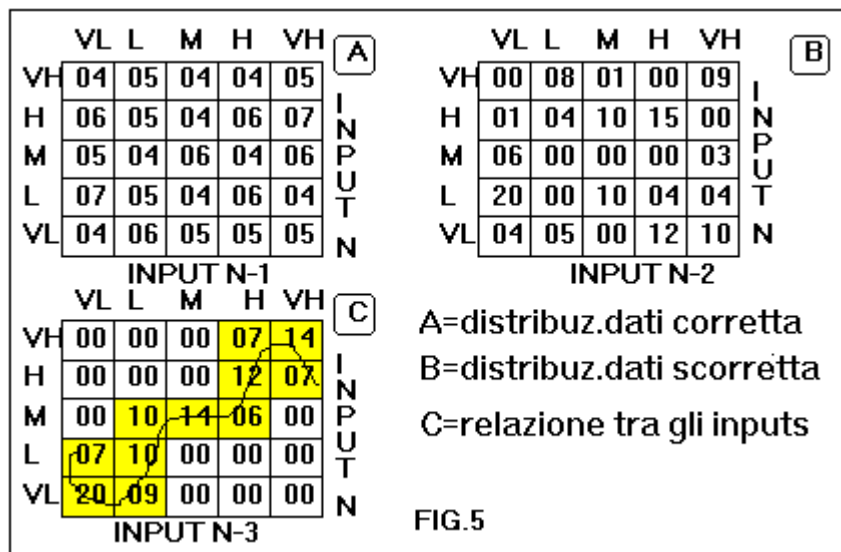 VL L M H VH A
VH 04 05 04 04 05
H 06 05 04 06 07
M 05 04 06 04 06
L 07 05 04 06 04
VL 04 06 05 05 05
INPUT N
INPUT N-1
VL L M H VH B
VH 00 08 01 00 09
H 01 04 10 15 00
M 06 00 00 00 03
L 20 00 10 04 04
VL 04 05 00 12 10
INPUT N
INPUT N-2
VL L M H VH C
VH 00 00 00 07 14
H 00 00 00 12 07
M 00 10 14 06 00
L 07 10 00 00 00
VL 20 09 00 00 00
INPUT N
INPUT N-3
A=distribuz.dati corretta
B=distribuz.dati scorretta
C=relazione tra gli inputs
FIG.5